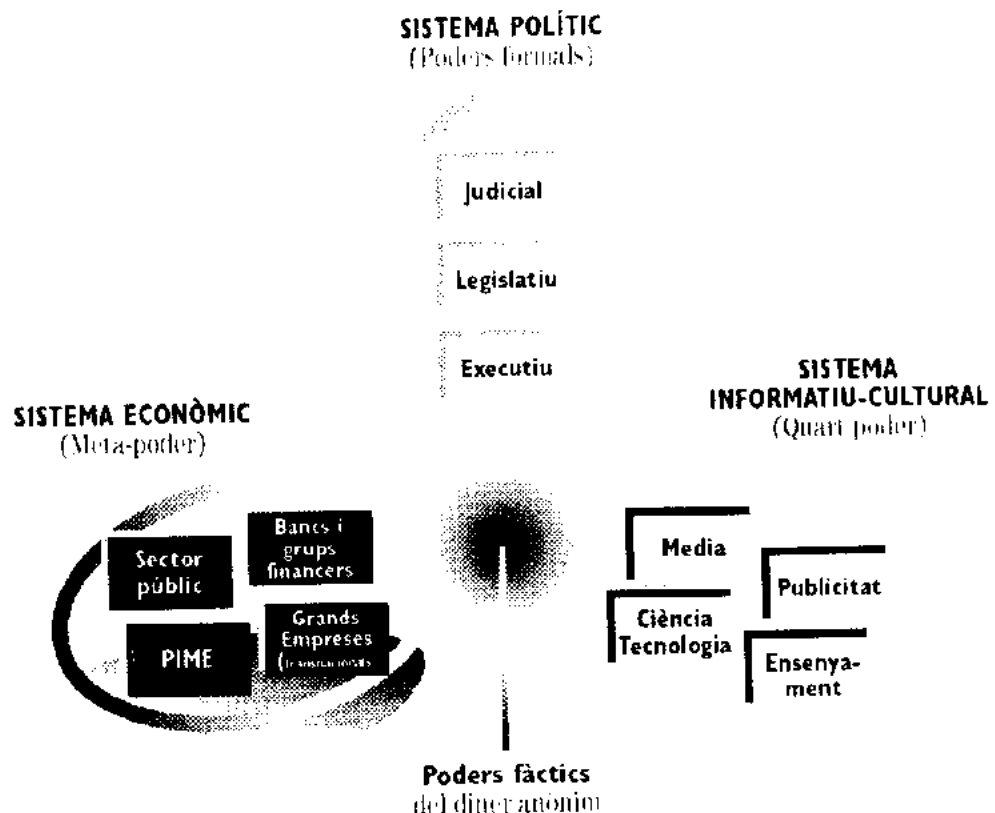 SISTEMA POLÍTIC
(Poders formals)
Judicial
Legislatiu
Executiu
SISTEMA ECONÒMIC
(Meta-poder)
Sector
públic
Bancs i
grups
financers
PIME
Grands
Empreses
(transnacionals
SISTEMA
INFORMATIU-CULTURAL
(Quart poder)
Media
Publicitat
Ciència
Tecnologia
Ensenya-
ment
Poders fàctics
del diner anònim